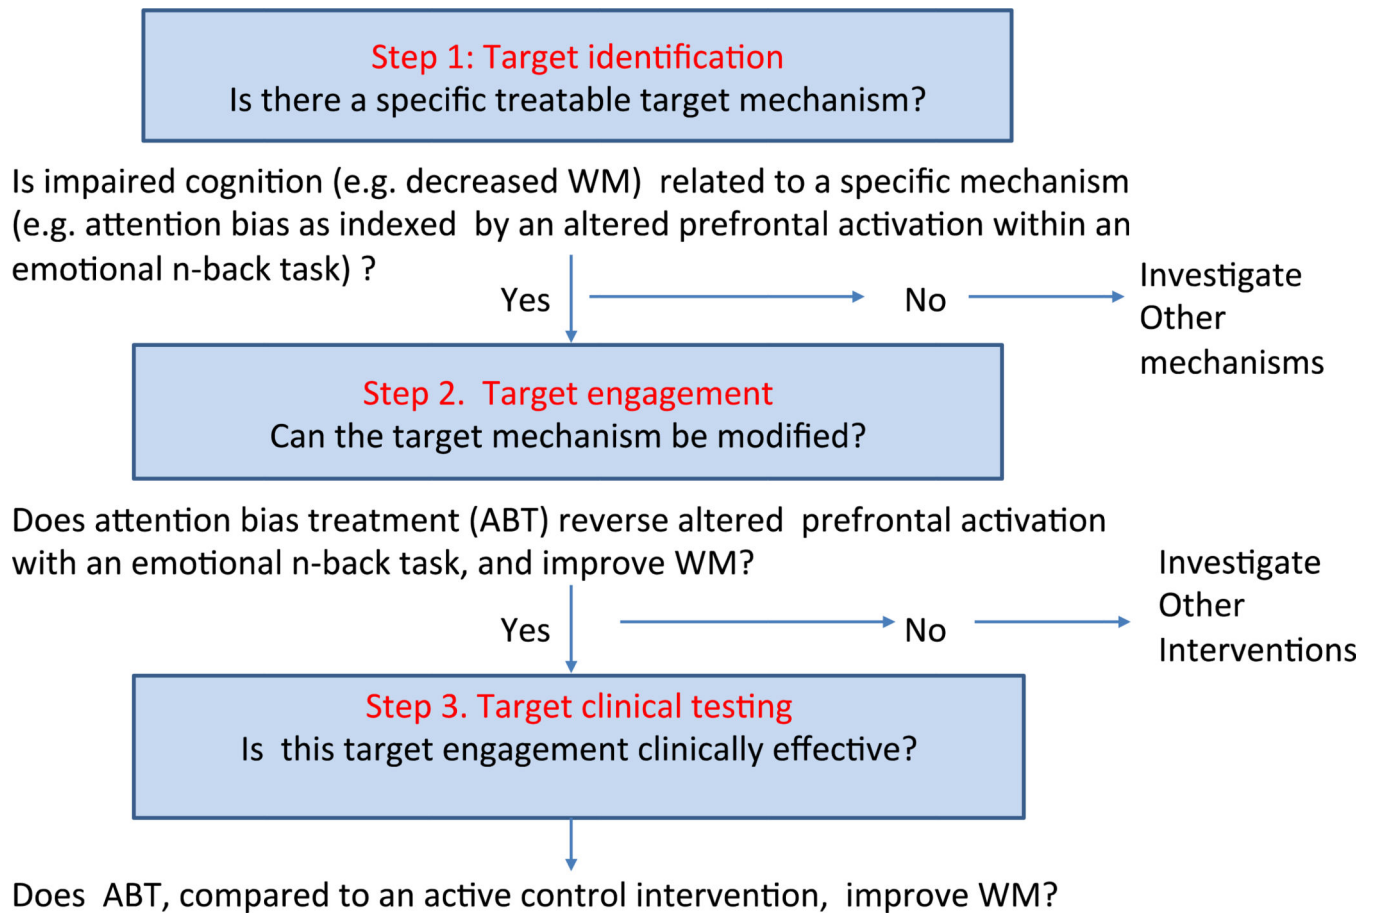 Step 1: Target identification
Is there a specific treatable target mechanism?
Is impaired cognition (e.g. decreased WM) related to a specific mechanism
(e.g. attention bias as indexed by an altered prefrontal activation within an
emotional n-back task) ?
Yes
No
Investigate
Other
mechanisms
Step 2. Target engagement
Can the target mechanism be modified?
Does attention bias treatment (ABT) reverse altered prefrontal activation
with an emotional n-back task, and improve WM?
Yes
No
Investigate
Other
Interventions
Step 3. Target clinical testing
Is this target engagement clinically effective?
Does ABT, compared to an active control intervention, improve WM?